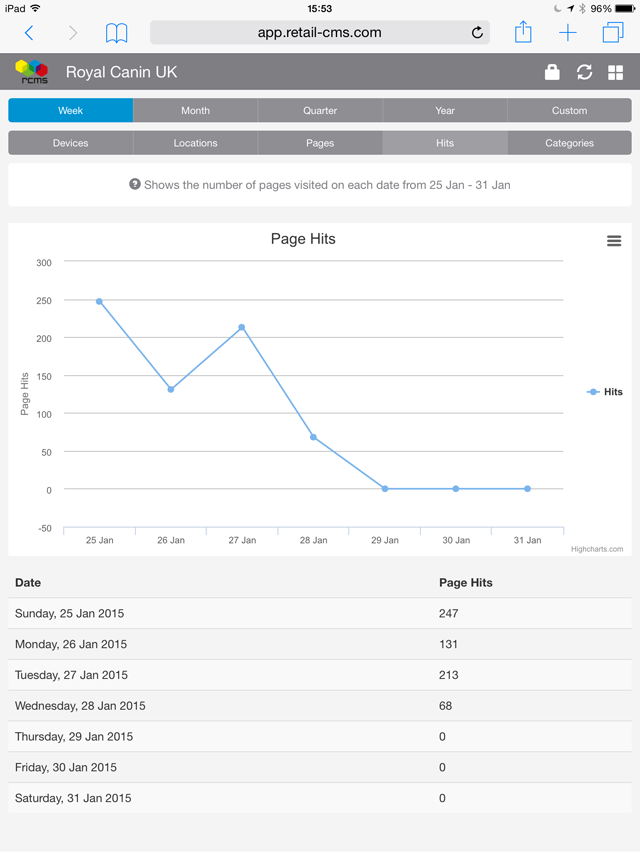 iPad 15:53 96%
app.retail-cms.com
rcms Royal Canin UK
Week Month Quarter Year Custom
Devices Locations Pages Hits Categories
? Shows the number of pages visited on each date from 25 Jan - 31 Jan
Page Hits
300
250
200
150
100
50
0
-50
Page Hits
Hits
25 Jan 26 Jan 27 Jan 28 Jan 29 Jan 30 Jan 31 Jan
Highcharts.com
Date Page Hits
Sunday, 25 Jan 2015 247
Monday, 26 Jan 2015 131
Tuesday, 27 Jan 2015 213
Wednesday, 28 Jan 2015 68
Thursday, 29 Jan 2015 0
Friday, 30 Jan 2015 0
Saturday, 31 Jan 2015 0